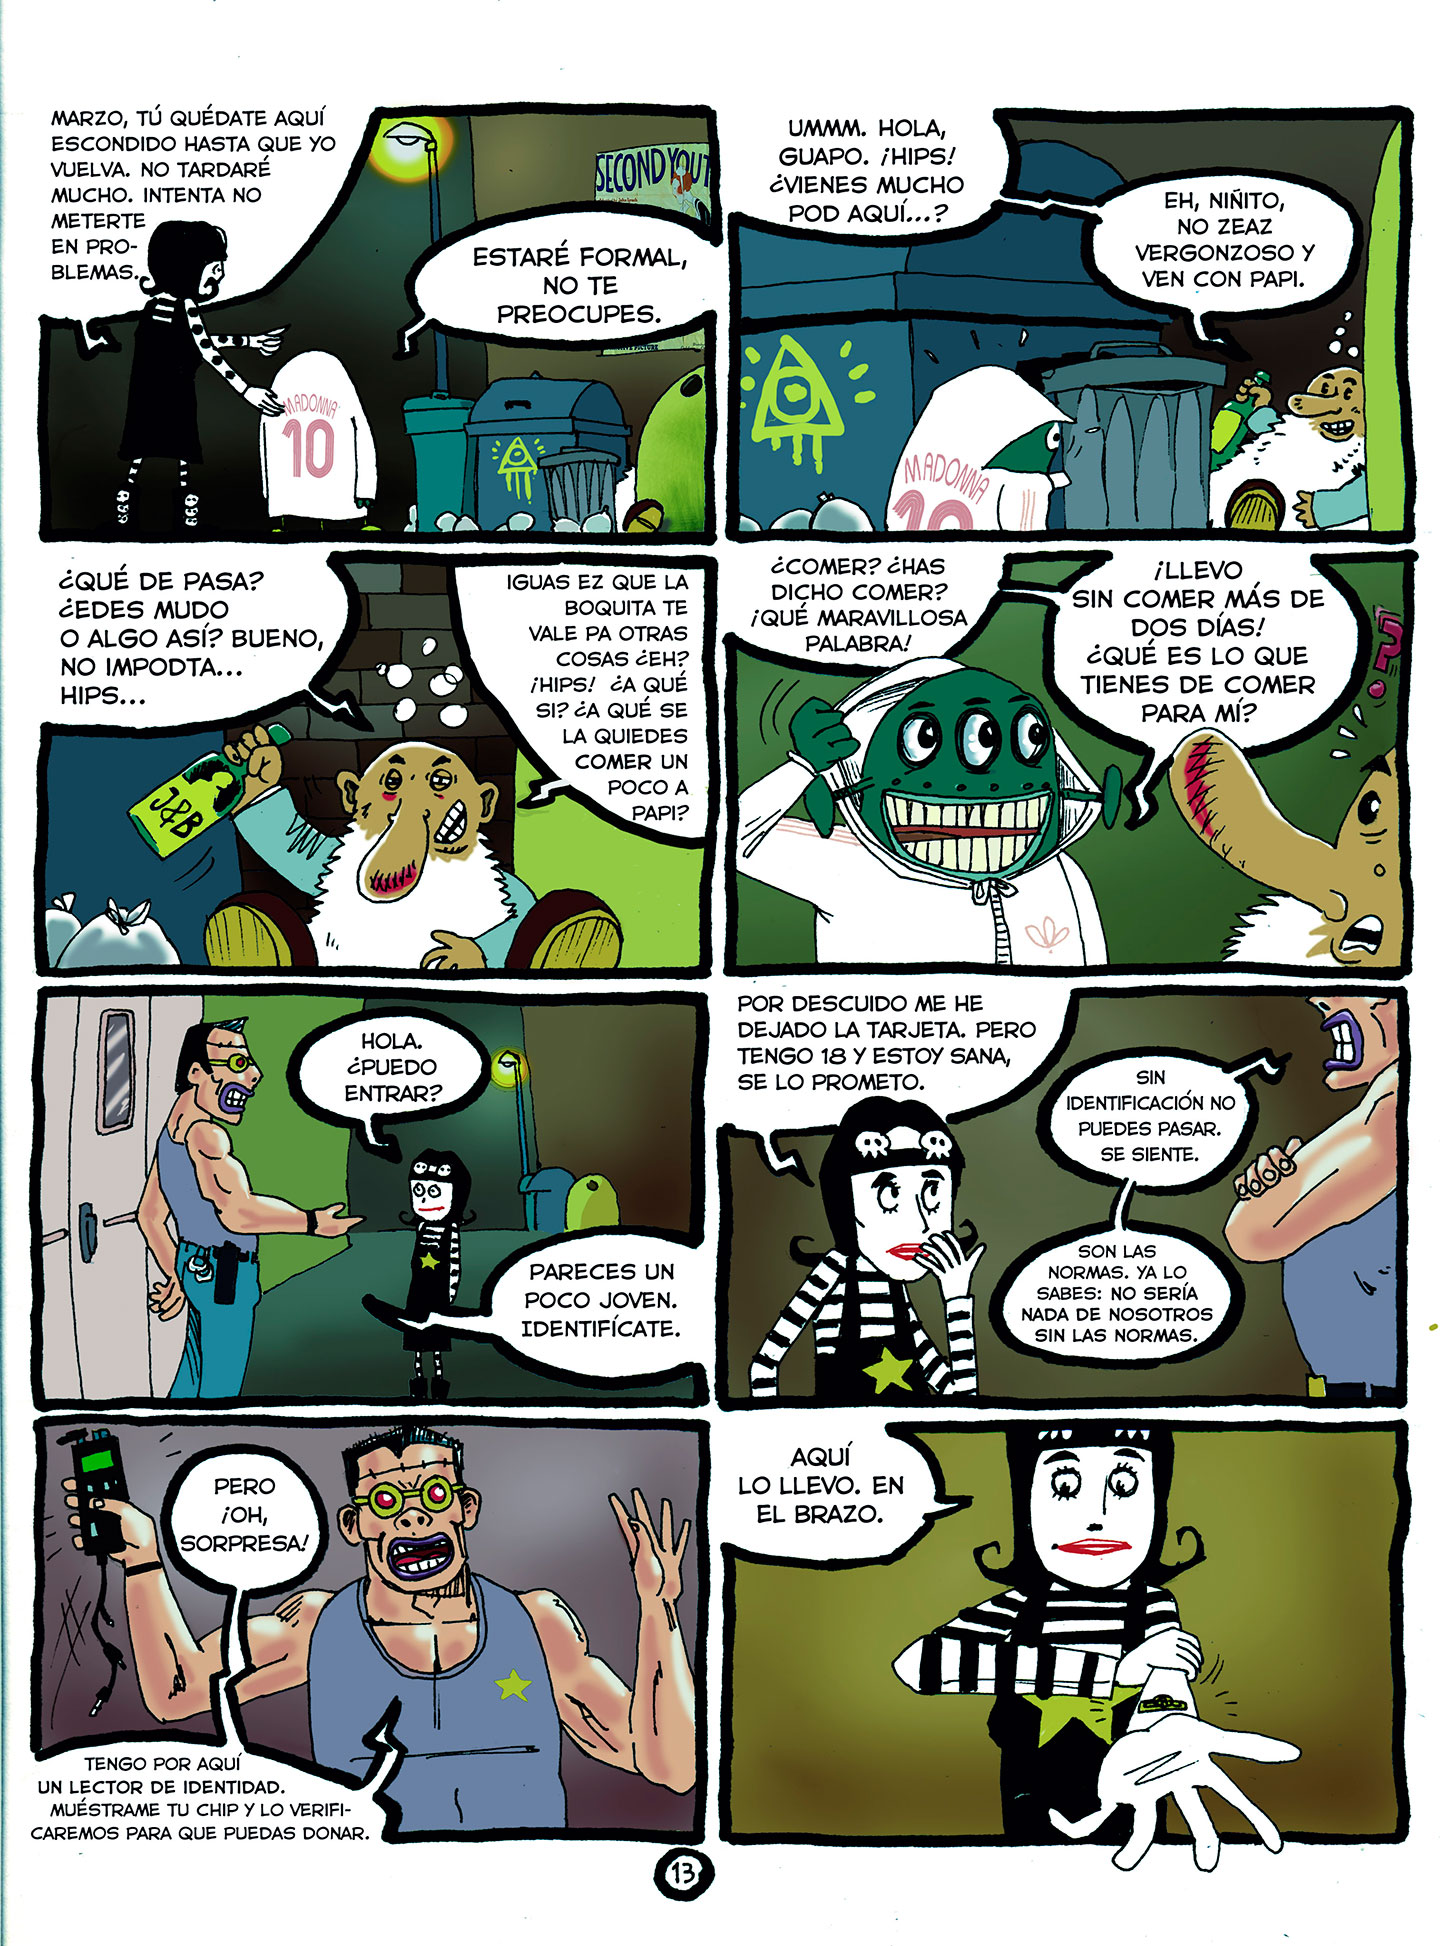 MARZO, TÚ QUÉDATE AQUÍ
ESCONDIDO HASTA QUE YO
VUELVA. NO TARDARÉ
MUCHO. INTENTA NO
METERTE
EN PRO-
BLEMAS.
SECOND YOUT
ESTARÉ FORMAL,
NO TE
PREOCUPES.
MADONNA
10
UMMM. HOLA,
GUAPO. ¡HIPS!
¿VIENES MUCHO
POD AQUÍ...?
EH, NIÑITO,
NO ZEAZ
VERGONZOSO Y
VEN CON PAPI.
MADONNA
10
¿QUÉ DE PASA?
¿EDES MUDO
O ALGO ASÍ? BUENO,
NO IMPODTA...
HIPS...
IGUAS EZ QUE LA
BOQUITA TE
VALE PA OTRAS
COSAS ¿EH?
¡HIPS! ¿A QUÉ
SI? ¿A QUÉ SE
LA QUIEDES
COMER UN
POCO A
PAPI?
J&B
¿COMER? ¿HAS
DICHO COMER?
¡QUÉ MARAVILLOSA
PALABRA!
¡LLEVO
SIN COMER MÁS DE
DOS DÍAS!
¿QUÉ ES LO QUE
TIENES DE COMER
PARA MÍ?
?
HOLA.
¿PUEDO
ENTRAR?
PARECES UN
POCO JOVEN.
IDENTIFÍCATE.
POR DESCUIDO ME HE
DEJADO LA TARJETA. PERO
TENGO 18 Y ESTOY SANA,
SE LO PROMETO.
SIN
IDENTIFICACIÓN NO
PUEDES PASAR.
SE SIENTE.
SON LAS
NORMAS. YA LO
SABES: NO SERÍA
NADA DE NOSOTROS
SIN LAS NORMAS.
PERO
¡OH,
SORPRESA!
TENGO POR AQUÍ
UN LECTOR DE IDENTIDAD.
MUÉSTRAME TU CHIP Y LO VERIFI-
CAREMOS PARA QUE PUEDAS DONAR.
AQUÍ
LO LLEVO. EN
EL BRAZO.
13